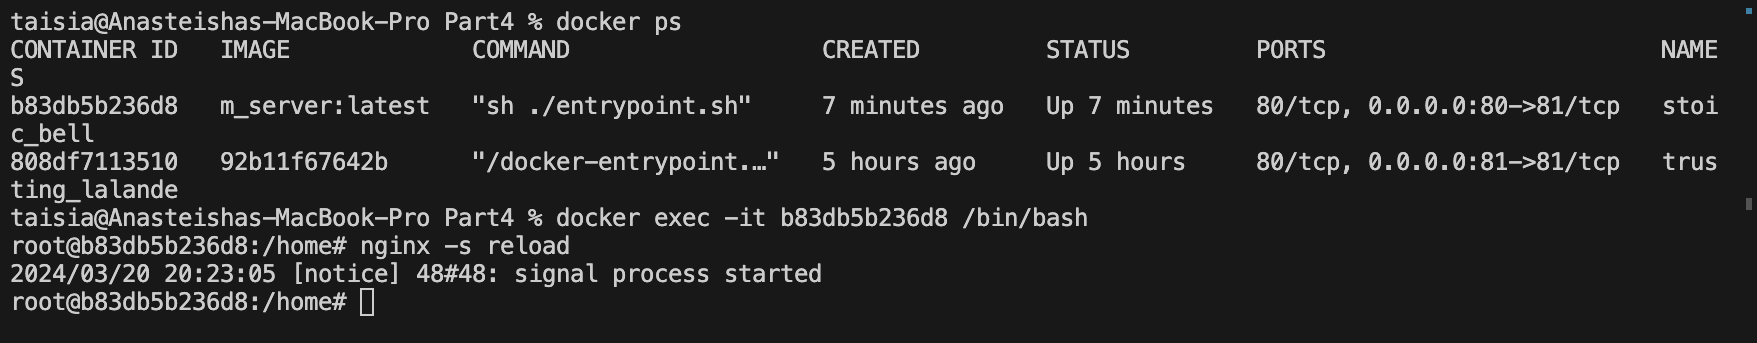 taisia@Anasteishas-MacBook-Pro Part4 % docker ps
CONTAINER ID   IMAGE             COMMAND                  CREATED         STATUS         PORTS                        NAME
S
b83db5b236d8   m_server:latest   "sh ./entrypoint.sh"     7 minutes ago   Up 7 minutes   80/tcp, 0.0.0.0:80->81/tcp   stoi
c_bell
808df7113510   92b11f67642b      "/docker-entrypoint.…"   5 hours ago     Up 5 hours     80/tcp, 0.0.0.0:81->81/tcp   trus
ting_lalande
taisia@Anasteishas-MacBook-Pro Part4 % docker exec -it b83db5b236d8 /bin/bash
root@b83db5b236d8:/home# nginx -s reload
2024/03/20 20:23:05 [notice] 48#48: signal process started
root@b83db5b236d8:/home#